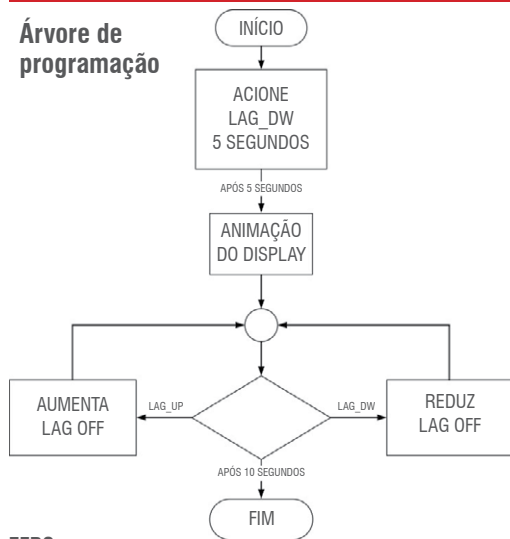 Árvore de
programação
INÍCIO
ACIONE
LAG_DW
5 SEGUNDOS
APÓS 5 SEGUNDOS
ANIMAÇÃO
DO DISPLAY
AUMENTA
LAG OFF
LAG_UP
LAG_DW
REDUZ
LAG OFF
APÓS 10 SEGUNDOS
FIM